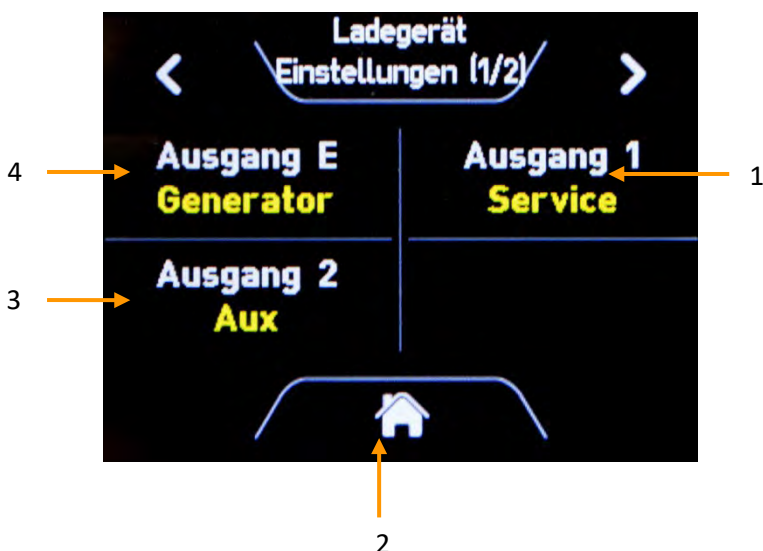 Ladegerät
Einstellungen (1/2)
Ausgang E
Generator
Ausgang 1
Service
Ausgang 2
Aux
4
1
3
2